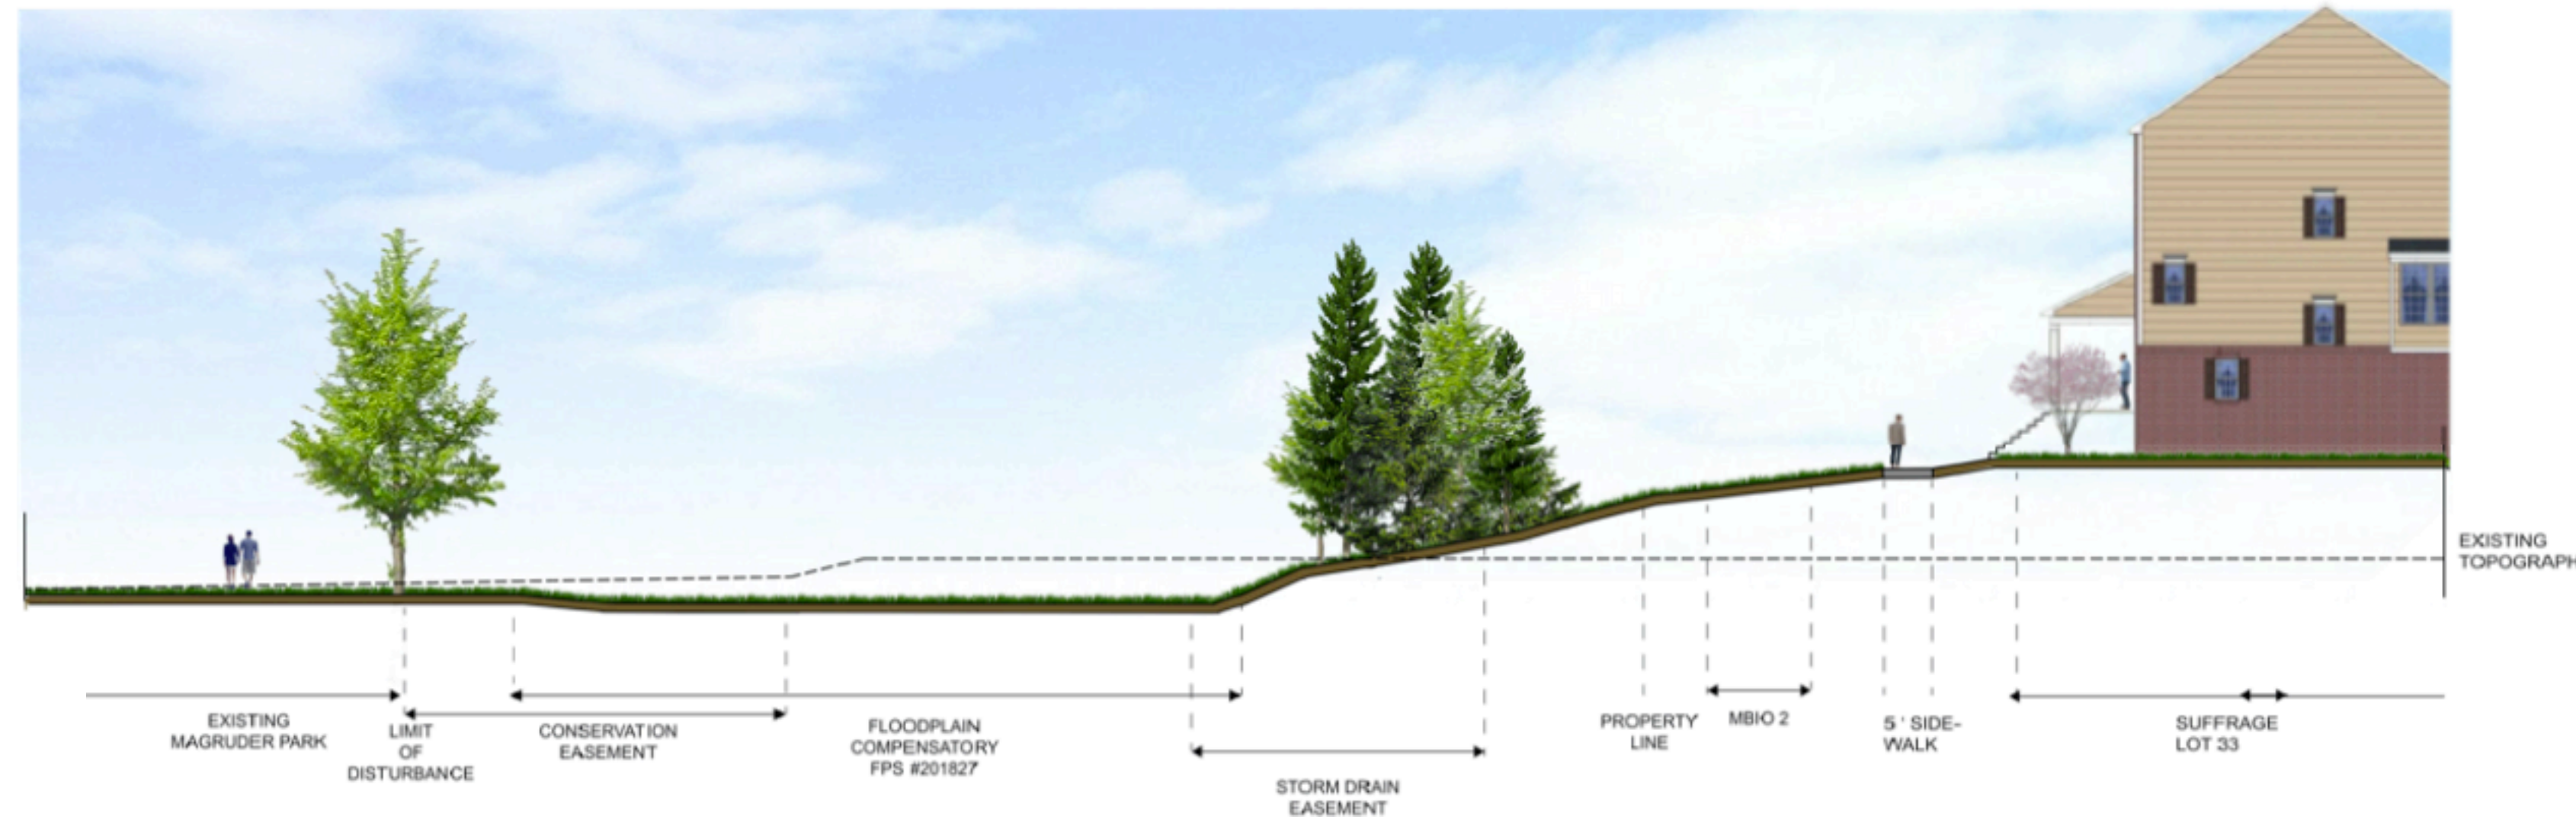 EXISTING
TOPOGRAPH
EXISTING
MAGRUDER PARK
LIMIT
OF
DISTURBANCE
CONSERVATION
EASEMENT
FLOODPLAIN
COMPENSATORY
FPS #201827
STORM DRAIN
EASEMENT
PROPERTY
LINE
MBIO 2
5 ' SIDE-
WALK
SUFFRAGE
LOT 33